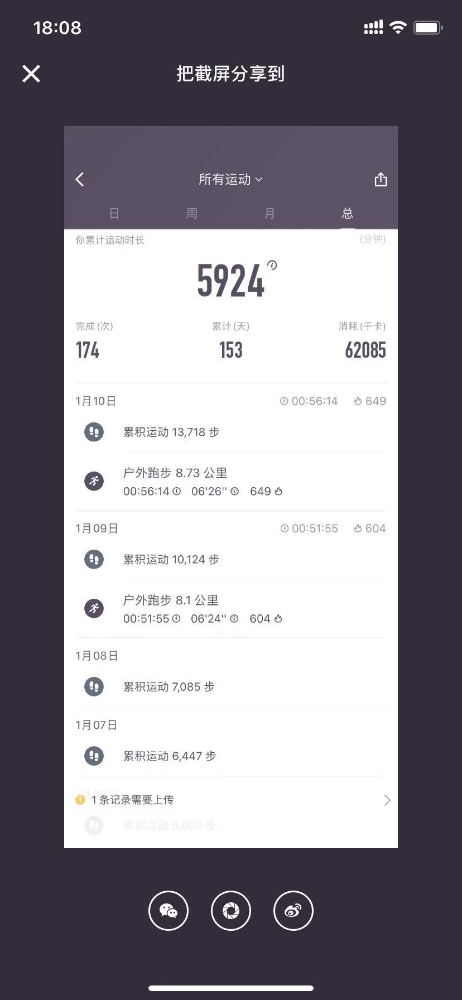 18:08
把截屏分享到
所有运动
日 周 月 总
你累计运动时长 (分钟)
5924
完成(次) 累计(天) 消耗(千卡)
174 153 62085
1月10日 00:56:14 649
累积运动 13,718 步
户外跑步 8.73 公里
00:56:14 06'26'' 649
1月09日 00:51:55 604
累积运动 10,124 步
户外跑步 8.1 公里
00:51:55 06'24'' 604
1月08日
累积运动 7,085 步
1月07日
累积运动 6,447 步
1月06日
1 条记录需要上传
累积运动 6,002 步